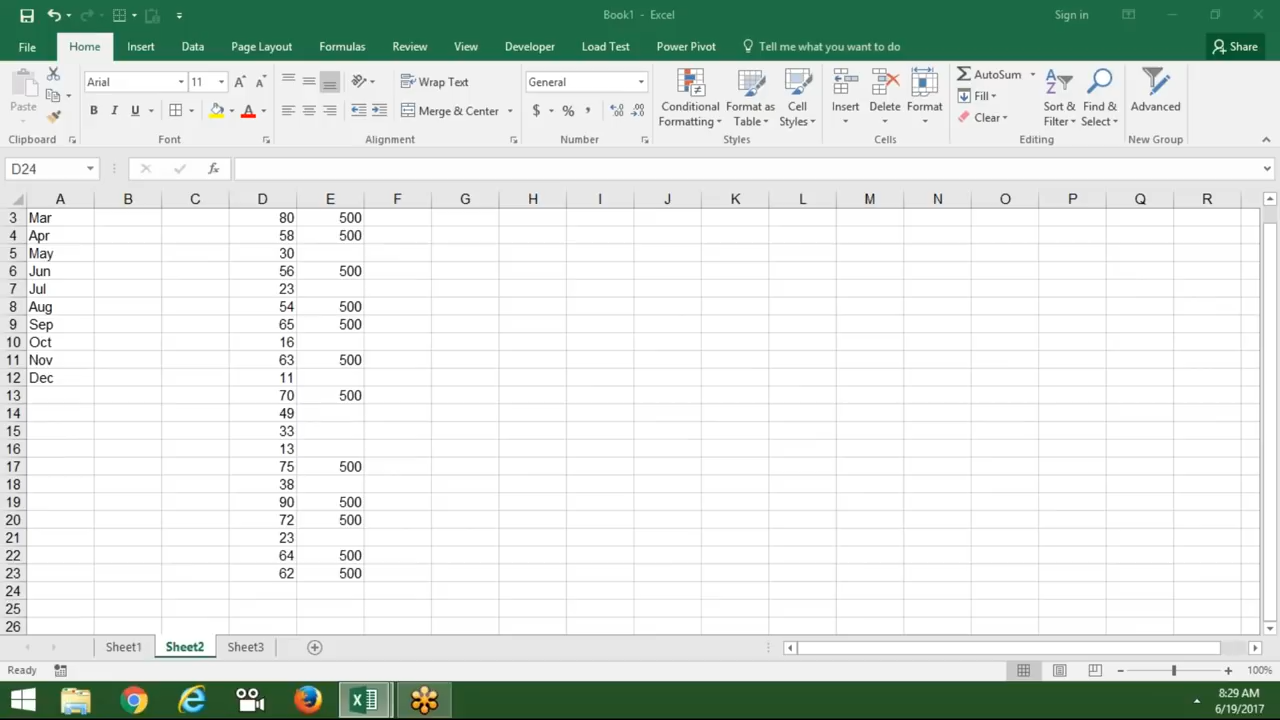 Book1 - Excel
Sign in
File Home Insert Data Page Layout Formulas Review View Developer Load Test Power Pivot Tell me what you want to do Share
Paste
Arial 11
B I U
Wrap Text
Merge & Center
General
$ % ,
Conditional Formatting
Format as Table
Cell Styles
Insert
Delete
Format
AutoSum
Fill
Clear
Sort & Filter
Find & Select
Advanced
Clipboard Font Alignment Number Styles Cells Editing New Group
D24 fx
A B C D E F G H I J K L M N O P Q R
3 Mar 80 500
4 Apr 58 500
5 May 30
6 Jun 56 500
7 Jul 23
8 Aug 54 500
9 Sep 65 500
10 Oct 16
11 Nov 63 500
12 Dec 11
13 70 500
14 49
15 33
16 13
17 75 500
18 38
19 90 500
20 72 500
21 23
22 64 500
23 62 500
24
25
26
Sheet1 Sheet2 Sheet3
Ready 100%
8:29 AM
6/19/2017